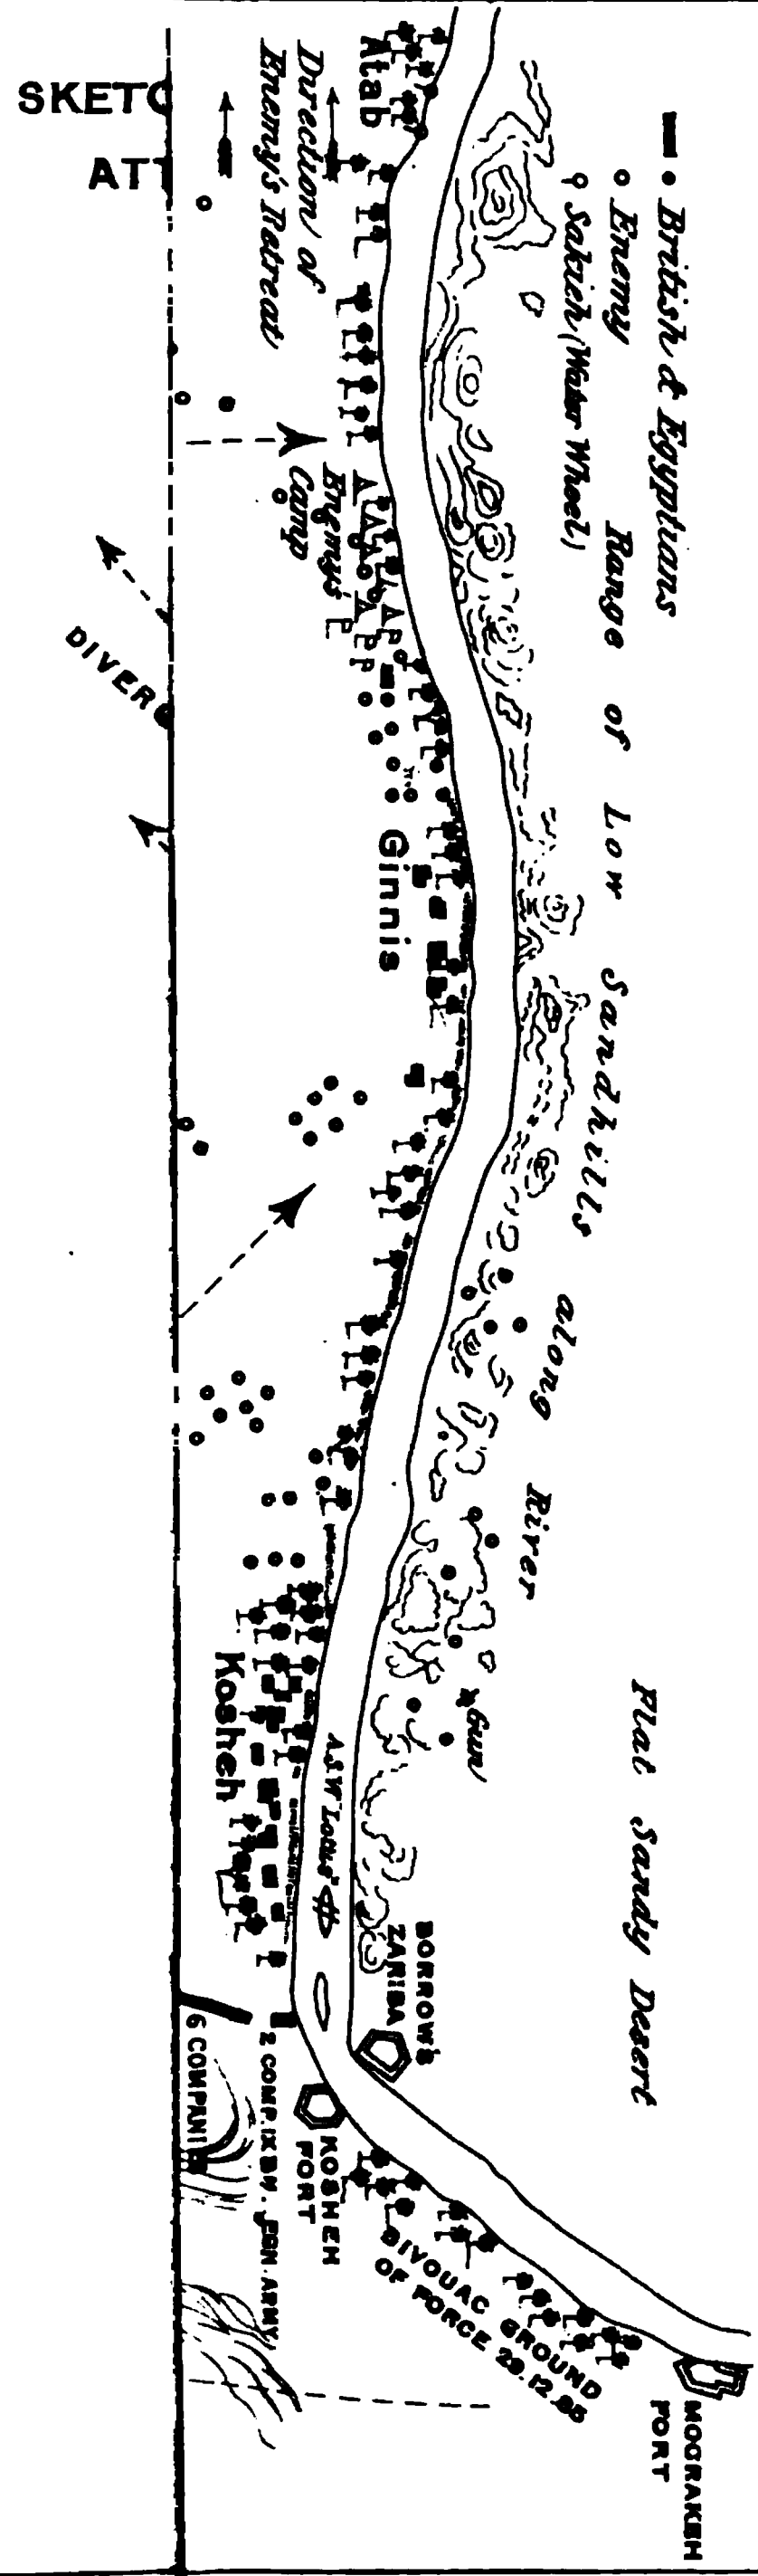 British & Egyptians
Enemy
Sakieh (Water Wheel)
Range of Low Sandhills along River
Flat Sandy Desert
Atab
Direction of
Enemy's Retreat
Enemy's
Camp
Ginnis
Kosheh
Gun
A.S.W. Lotus
BORROW'S
ZARIBA
KOSHEH
FORT
2 COMP. IX BN. EGN. ARMY
6 COMPANI
BIVOUAC GROUND
OF FORCE 29.12.85
MOGRAKEH
FORT
SKETC
ATT
DIVER